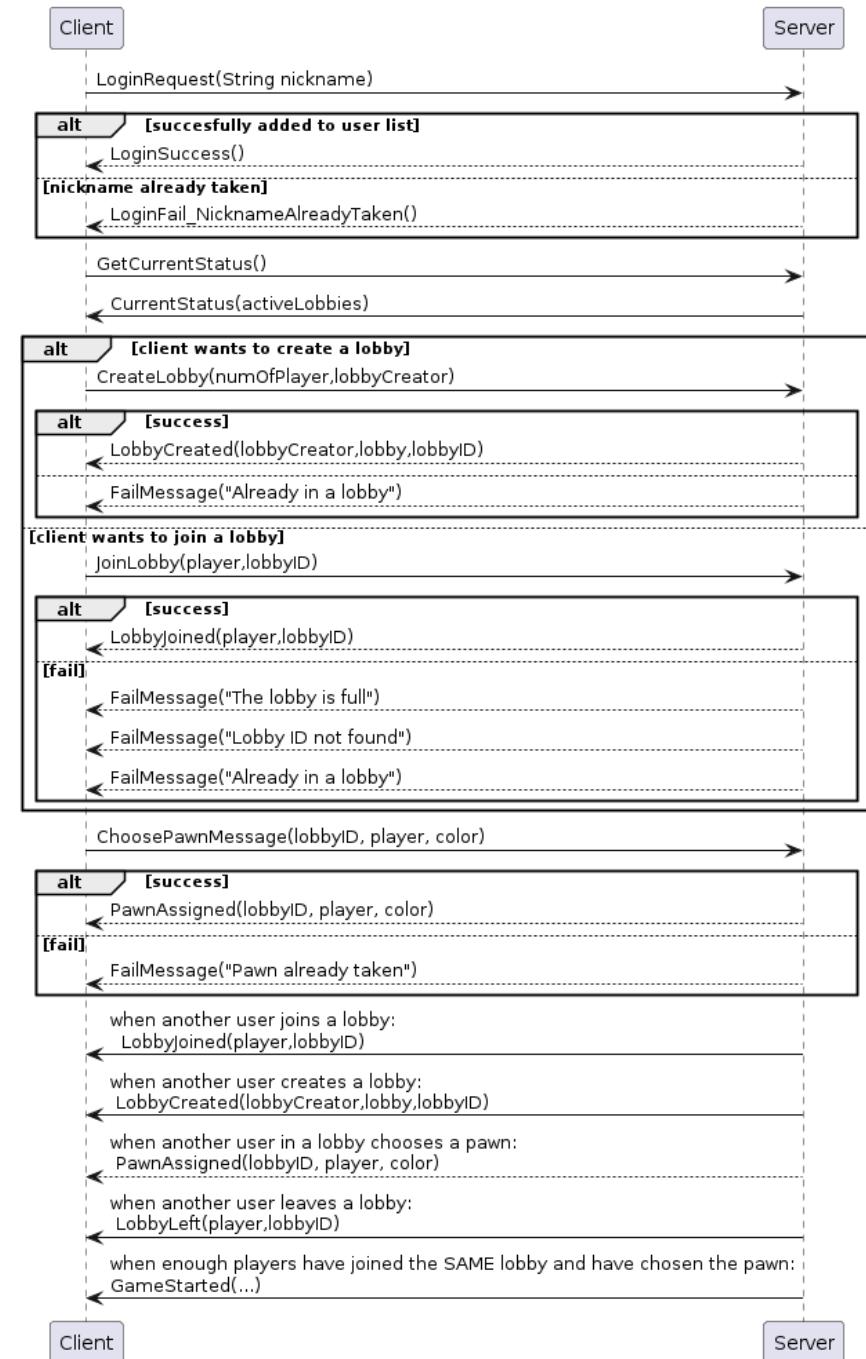 Client Server
LoginRequest(String nickname)
alt [succesfully added to user list]
LoginSuccess()
[nickname already taken]
LoginFail_NicknameAlreadyTaken()
GetCurrentStatus()
CurrentStatus(activeLobbies)
alt [client wants to create a lobby]
CreateLobby(numOfPlayer,lobbyCreator)
alt [success]
LobbyCreated(lobbyCreator,lobby,lobbyID)
FailMessage("Already in a lobby")
[client wants to join a lobby]
JoinLobby(player,lobbyID)
alt [success]
LobbyJoined(player,lobbyID)
[fail]
FailMessage("The lobby is full")
FailMessage("Lobby ID not found")
FailMessage("Already in a lobby")
ChoosePawnMessage(lobbyID, player, color)
alt [success]
PawnAssigned(lobbyID, player, color)
[fail]
FailMessage("Pawn already taken")
when another user joins a lobby:
LobbyJoined(player,lobbyID)
when another user creates a lobby:
LobbyCreated(lobbyCreator,lobby,lobbyID)
when another user in a lobby chooses a pawn:
PawnAssigned(lobbyID, player, color)
when another user leaves a lobby:
LobbyLeft(player,lobbyID)
when enough players have joined the SAME lobby and have chosen the pawn:
GameStarted(...)
Client Server